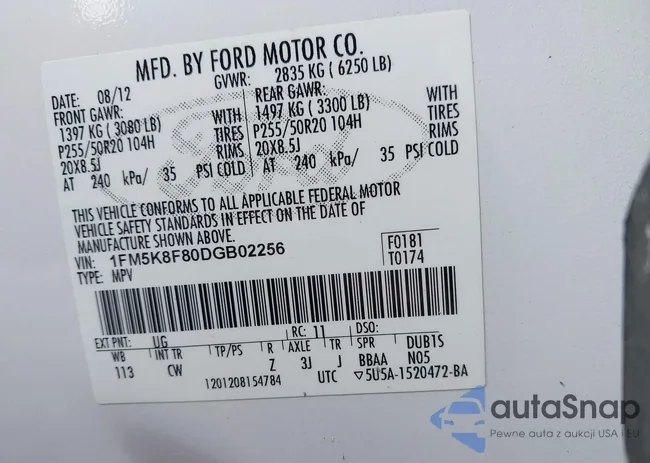 MFD. BY FORD MOTOR CO.
DATE: 08/12 GVWR: 2835 KG ( 6250 LB)
FRONT GAWR: REAR GAWR:
1397 KG ( 3080 LB) WITH 1497 KG ( 3300 LB) WITH
P255/50R20 104H TIRES P255/50R20 104H TIRES
20X8.5J RIMS 20X8.5J RIMS
AT 240 kPa/ 35 PSI COLD AT 240 kPa/ 35 PSI COLD
THIS VEHICLE CONFORMS TO ALL APPLICABLE FEDERAL MOTOR
VEHICLE SAFETY STANDARDS IN EFFECT ON THE DATE OF
MANUFACTURE SHOWN ABOVE.
VIN: 1FM5K8F80DGB02256 F0181
TYPE: MPV T0174
EXT PNT: UG RC: 11 DSO:
WB INT TR TP/PS R AXLE TR SPR DUB1S
113 CW Z 3J J BBAA N05
1201208154784 UTC ▽5U5A-1520472-BA
autaSnap
Pewne auta z aukcji USA i EU